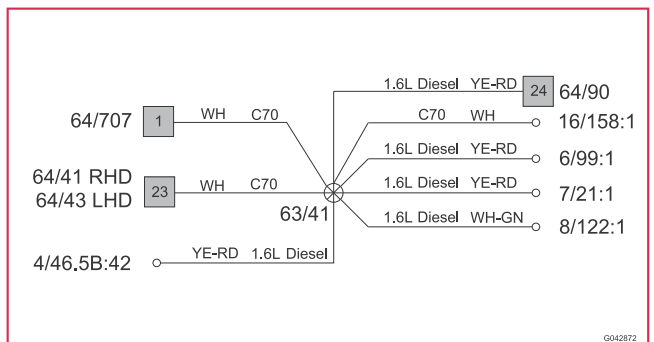 1.6L Diesel YE-RD 24 64/90
64/707 1 WH C70
C70 WH 16/158:1
1.6L Diesel YE-RD 6/99:1
64/41 RHD
64/43 LHD
23 WH C70
63/41
1.6L Diesel YE-RD 7/21:1
1.6L Diesel WH-GN 8/122:1
4/46.5B:42 YE-RD 1.6L Diesel
G042872